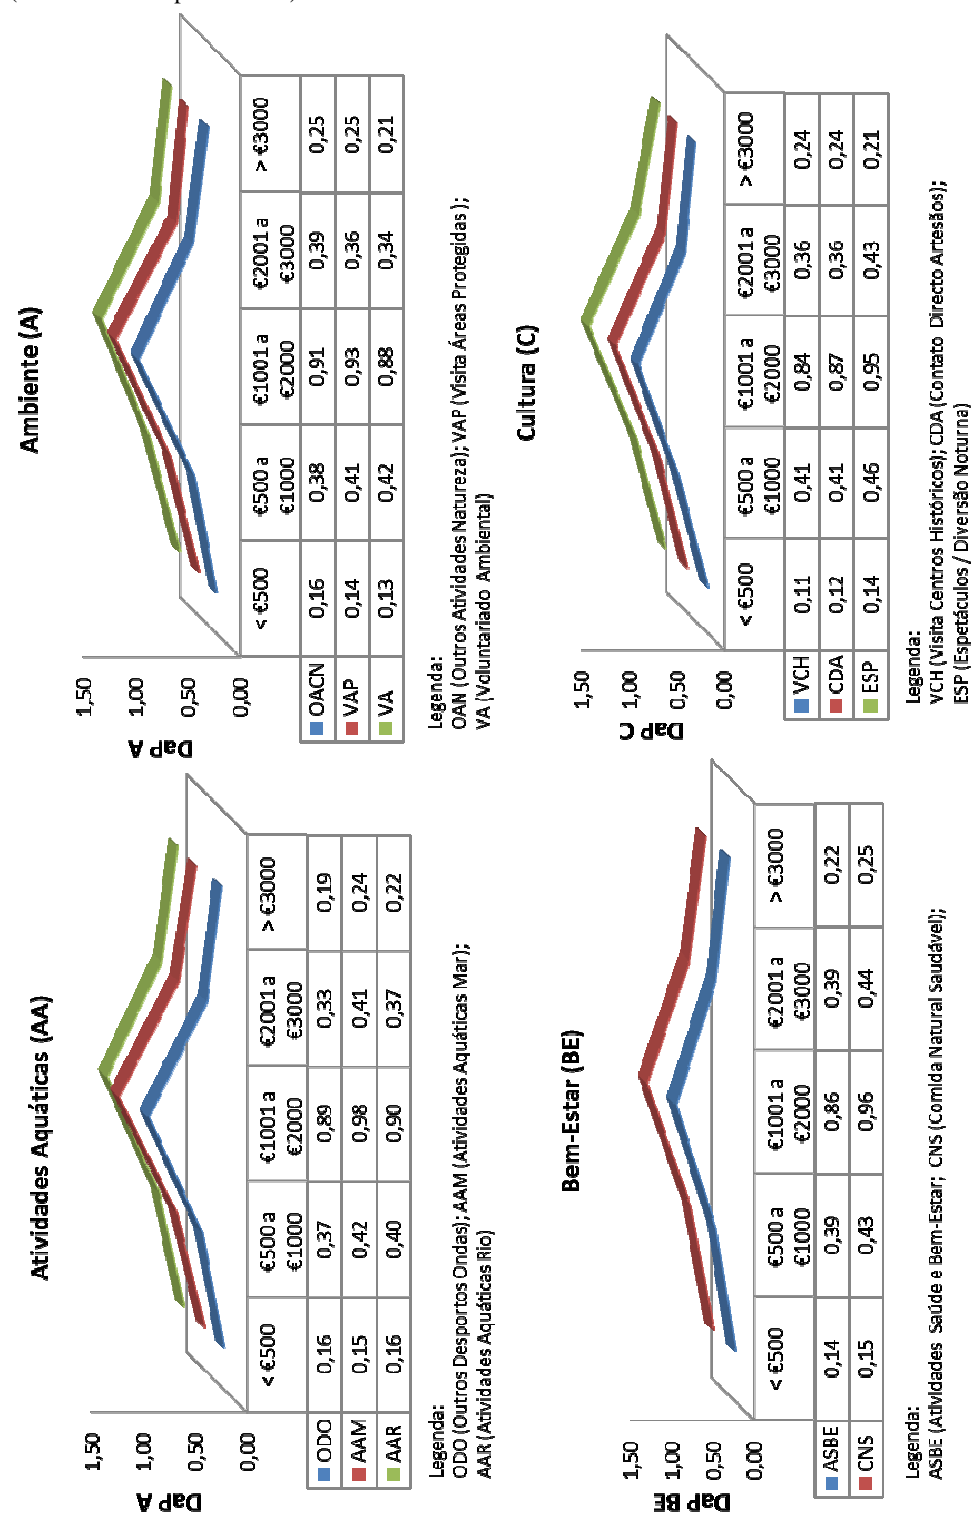 Atividades Aquáticas (AA)
DaP A
1,50
1,00
0,50
0,00
< €500
€500 a
€1000
€1001 a
€2000
€2001 a
€3000
> €3000
ODO 0,16 0,37 0,89 0,33 0,19
AAM 0,15 0,42 0,98 0,41 0,24
AAR 0,16 0,40 0,90 0,37 0,22
Legenda:
ODO (Outros Desportos Ondas); AAM (Atividades Aquáticas Mar);
AAR (Atividades Aquáticas Rio)
Ambiente (A)
DaP A
1,50
1,00
0,50
0,00
< €500
€500 a
€1000
€1001 a
€2000
€2001 a
€3000
> €3000
OACN 0,16 0,38 0,91 0,39 0,25
VAP 0,14 0,41 0,93 0,36 0,25
VA 0,13 0,42 0,88 0,34 0,21
Legenda:
OAN (Outros Atividades Natureza); VAP (Visita Áreas Protegidas );
VA (Voluntariado Ambiental)
Bem-Estar (BE)
DaP BE
1,50
1,00
0,50
0,00
< €500
€500 a
€1000
€1001 a
€2000
€2001 a
€3000
> €3000
ASBE 0,14 0,39 0,86 0,39 0,22
CNS 0,15 0,43 0,96 0,44 0,25
Legenda:
ASBE (Atividades Saúde e Bem-Estar; CNS (Comida Natural Saudável);
Cultura (C)
DaP C
1,50
1,00
0,50
0,00
< €500
€500 a
€1000
€1001 a
€2000
€2001 a
€3000
> €3000
VCH 0,11 0,41 0,84 0,36 0,24
CDA 0,12 0,41 0,87 0,36 0,24
ESP 0,14 0,46 0,95 0,43 0,21
Legenda:
VCH (Visita Centros Históricos); CDA (Contato Directo Artesãos);
ESP (Espetáculos / Diversão Noturna)